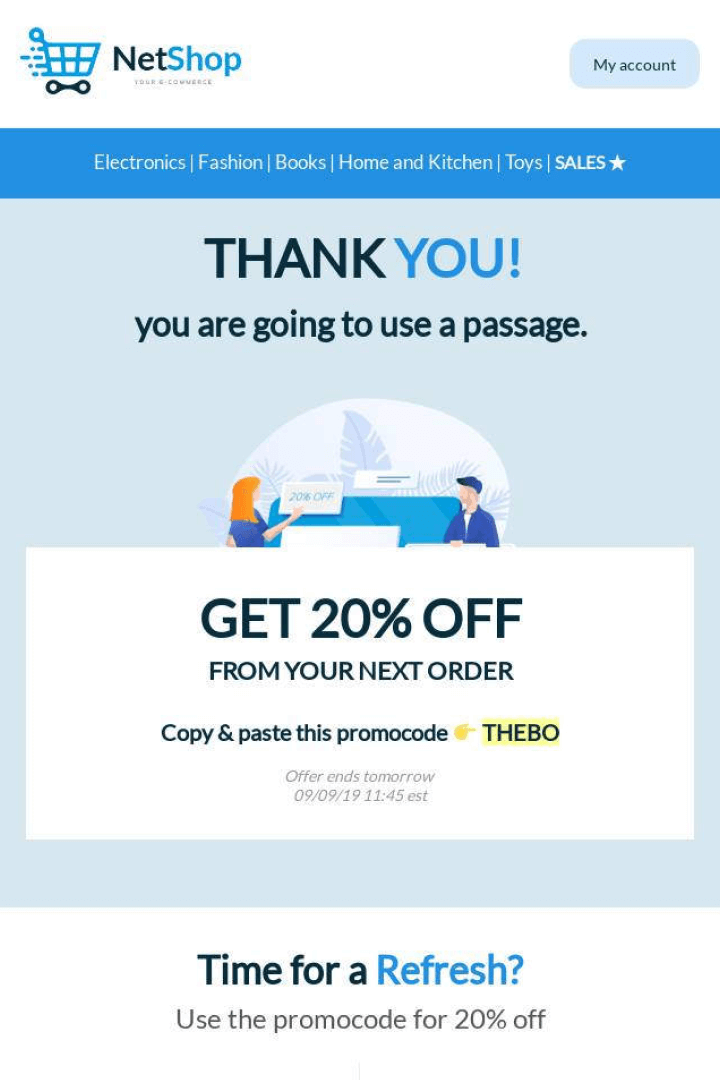 NetShop
YOUR E-COMMERCE
My account
Electronics | Fashion | Books | Home and Kitchen | Toys | SALES ★
THANK YOU!
you are going to use a passage.
20% OFF
GET 20% OFF
FROM YOUR NEXT ORDER
Copy & paste this promocode 👉 THEBO
Offer ends tomorrow
09/09/19 11:45 est
Time for a Refresh?
Use the promocode for 20% off